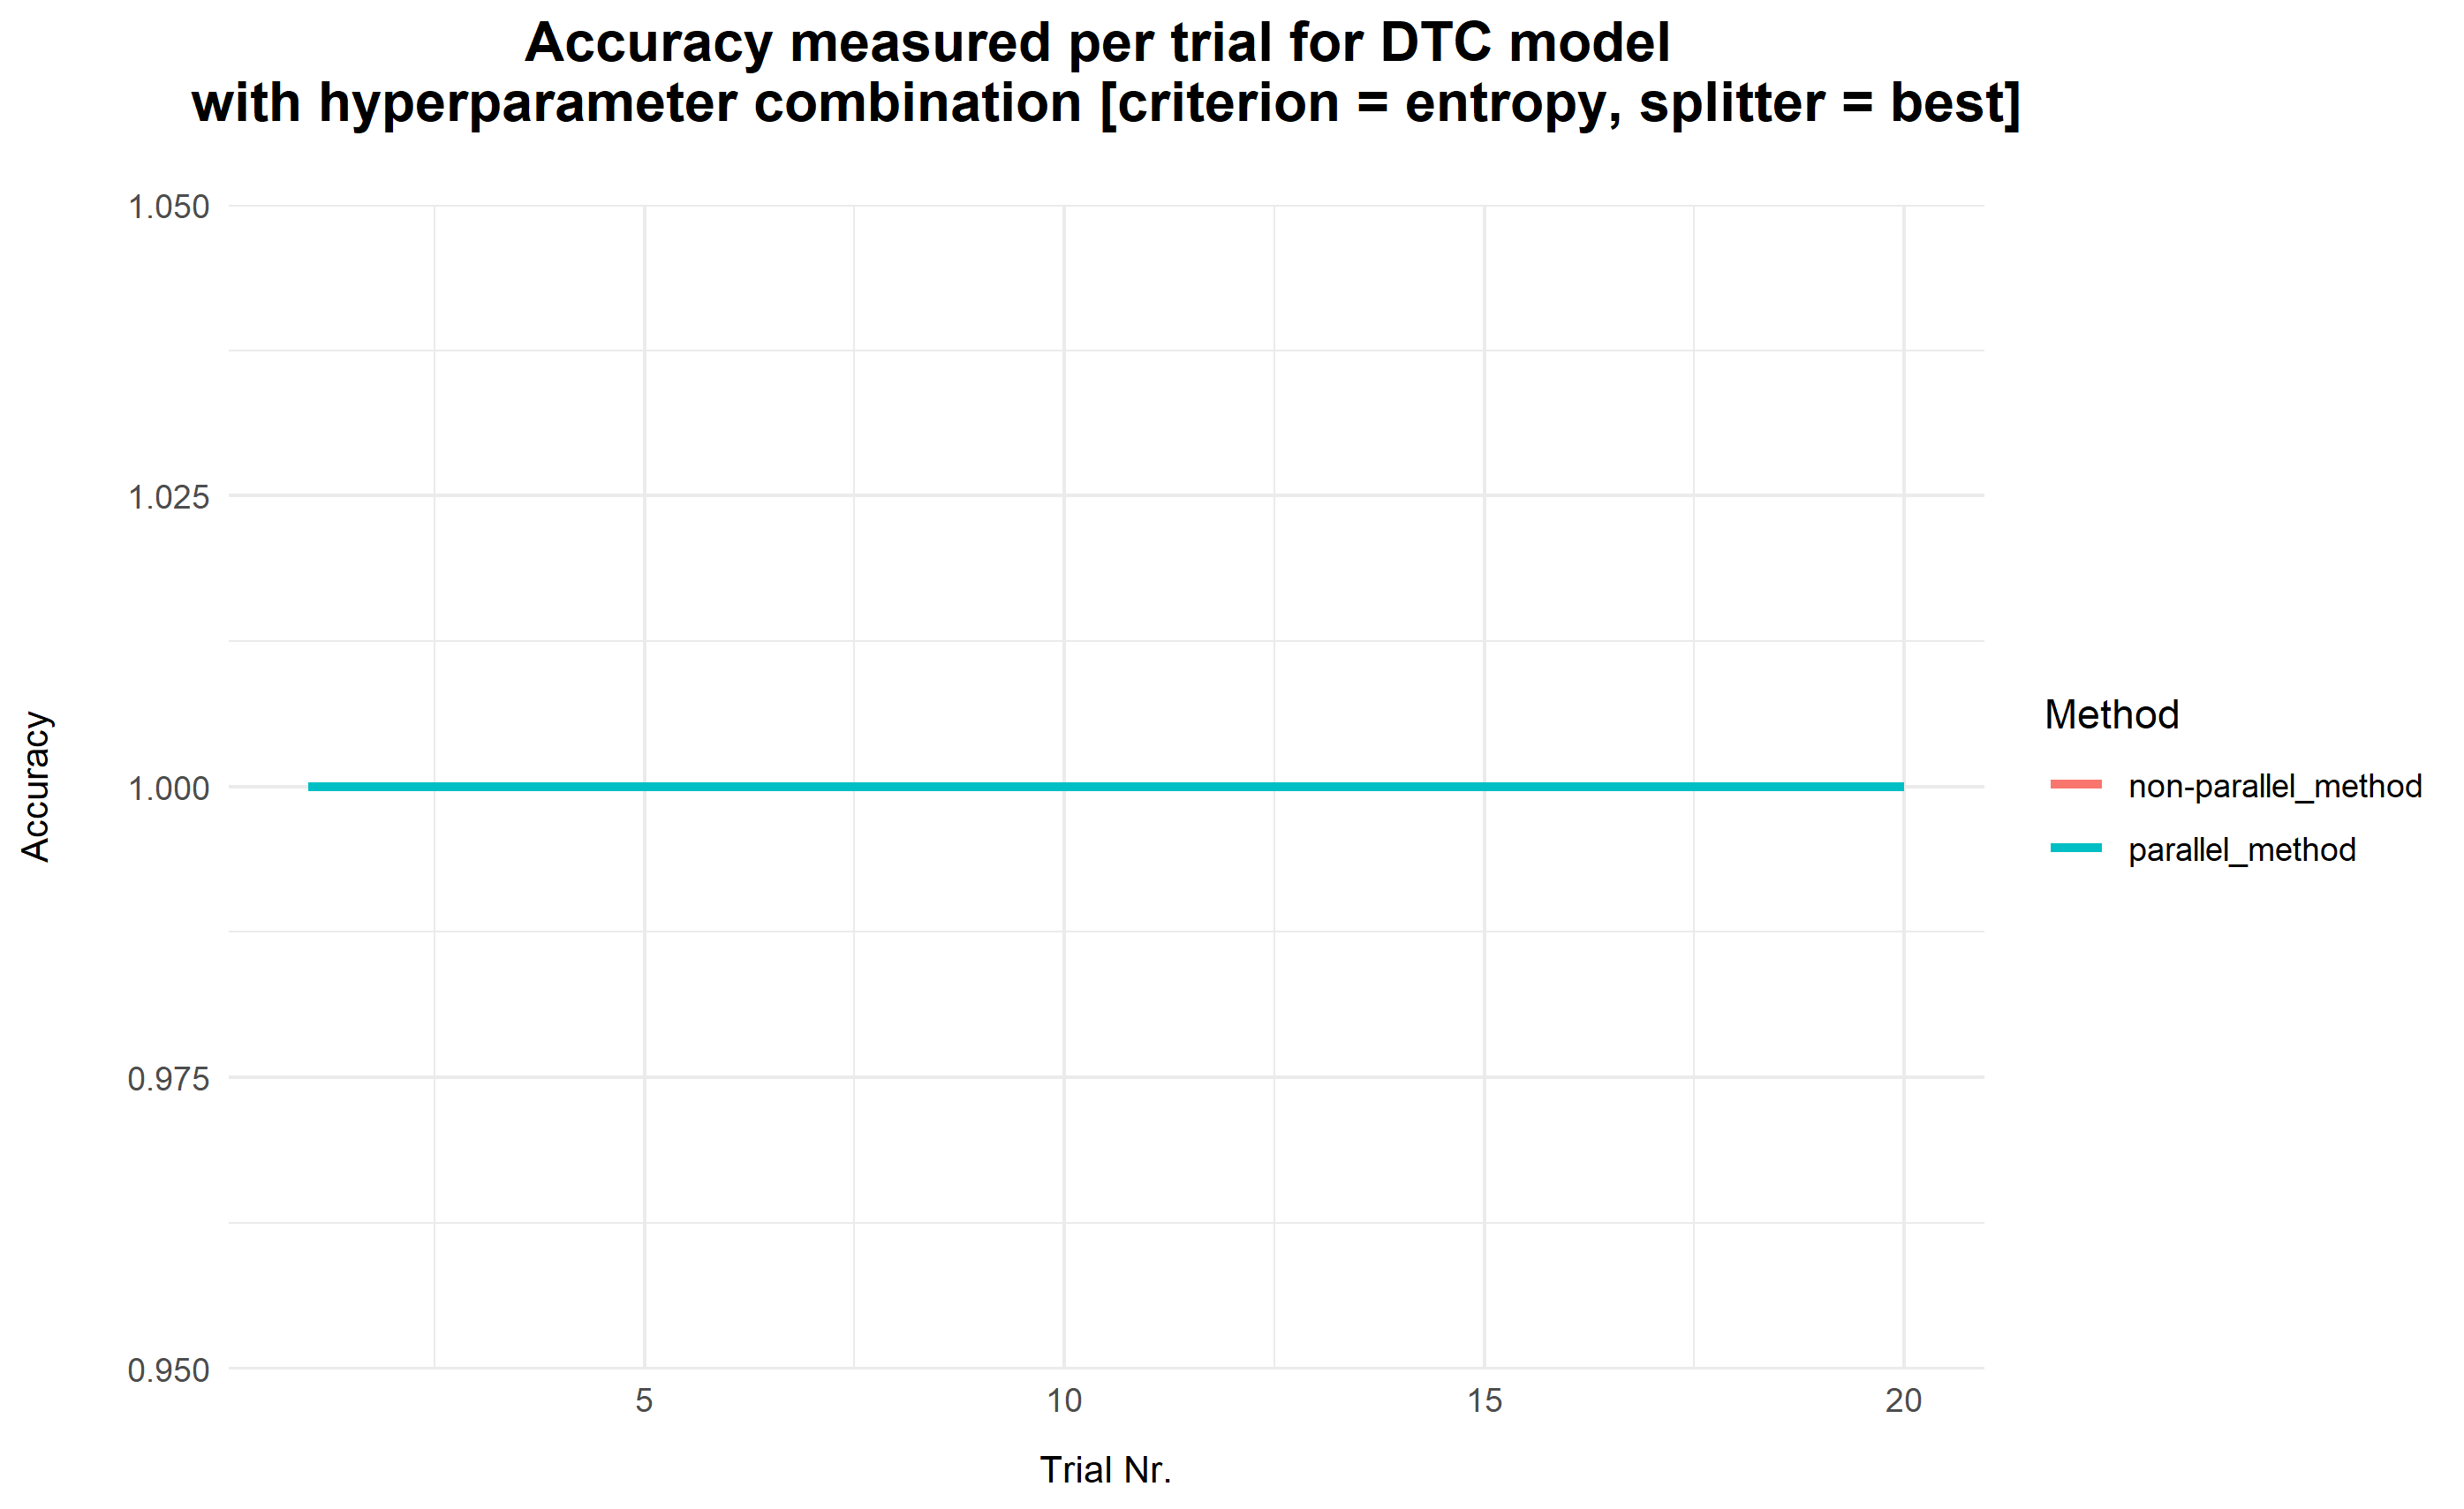 Accuracy measured per trial for DTC model
with hyperparameter combination [criterion = entropy, splitter = best]
1.050
1.025
1.000
0.975
0.950
Accuracy
5
10
15
20
Trial Nr.
Method
non-parallel_method
parallel_method